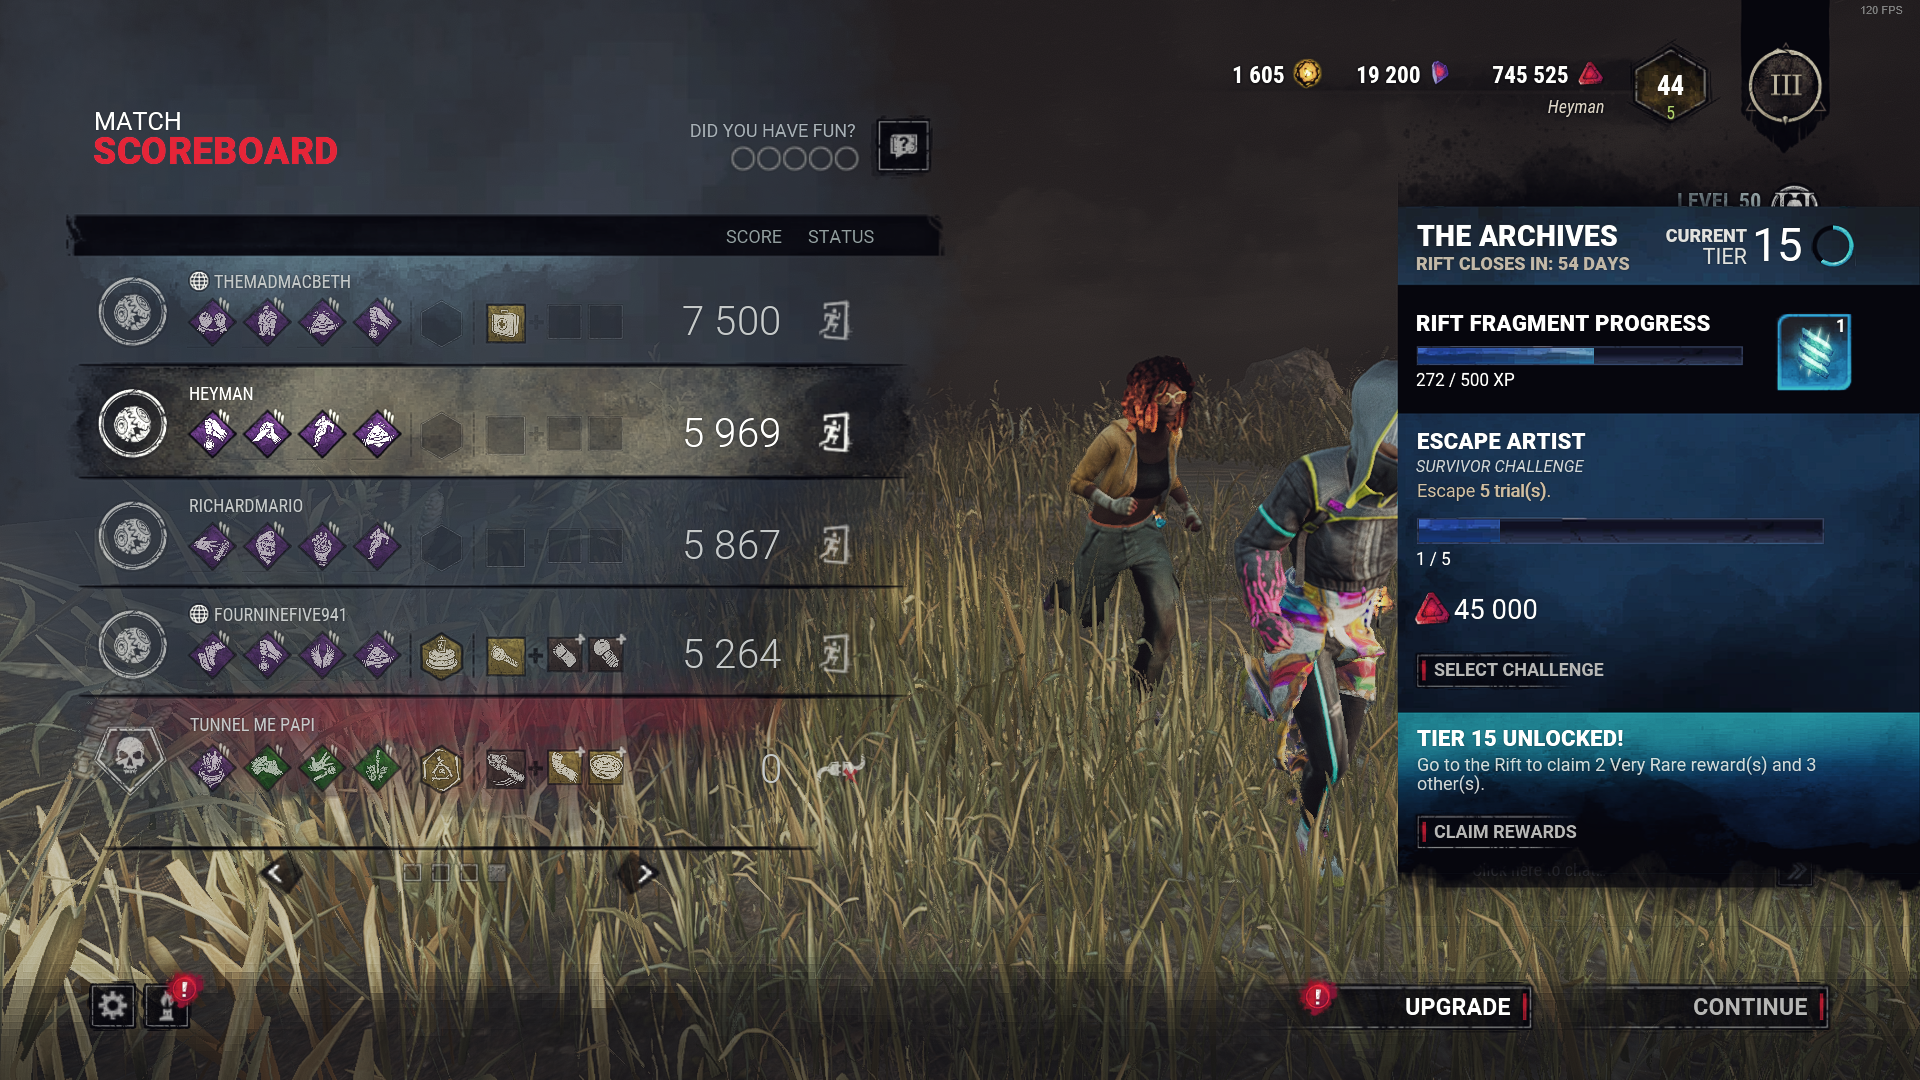 120 FPS
1 605
19 200
745 525
Heyman
44
5
III
MATCH
SCOREBOARD
DID YOU HAVE FUN?
?
SCORE STATUS
THEMADMACBETH
7 500
HEYMAN
5 969
RICHARDMARIO
5 867
FOURNINEFIVE941
5 264
TUNNEL ME PAPI
0
LEVEL 50
THE ARCHIVES
RIFT CLOSES IN: 54 DAYS
CURRENT
TIER 15
RIFT FRAGMENT PROGRESS
1
272 / 500 XP
ESCAPE ARTIST
SURVIVOR CHALLENGE
Escape 5 trial(s).
1 / 5
45 000
SELECT CHALLENGE
TIER 15 UNLOCKED!
Go to the Rift to claim 2 Very Rare reward(s) and 3
other(s).
CLAIM REWARDS
!
!
UPGRADE
CONTINUE